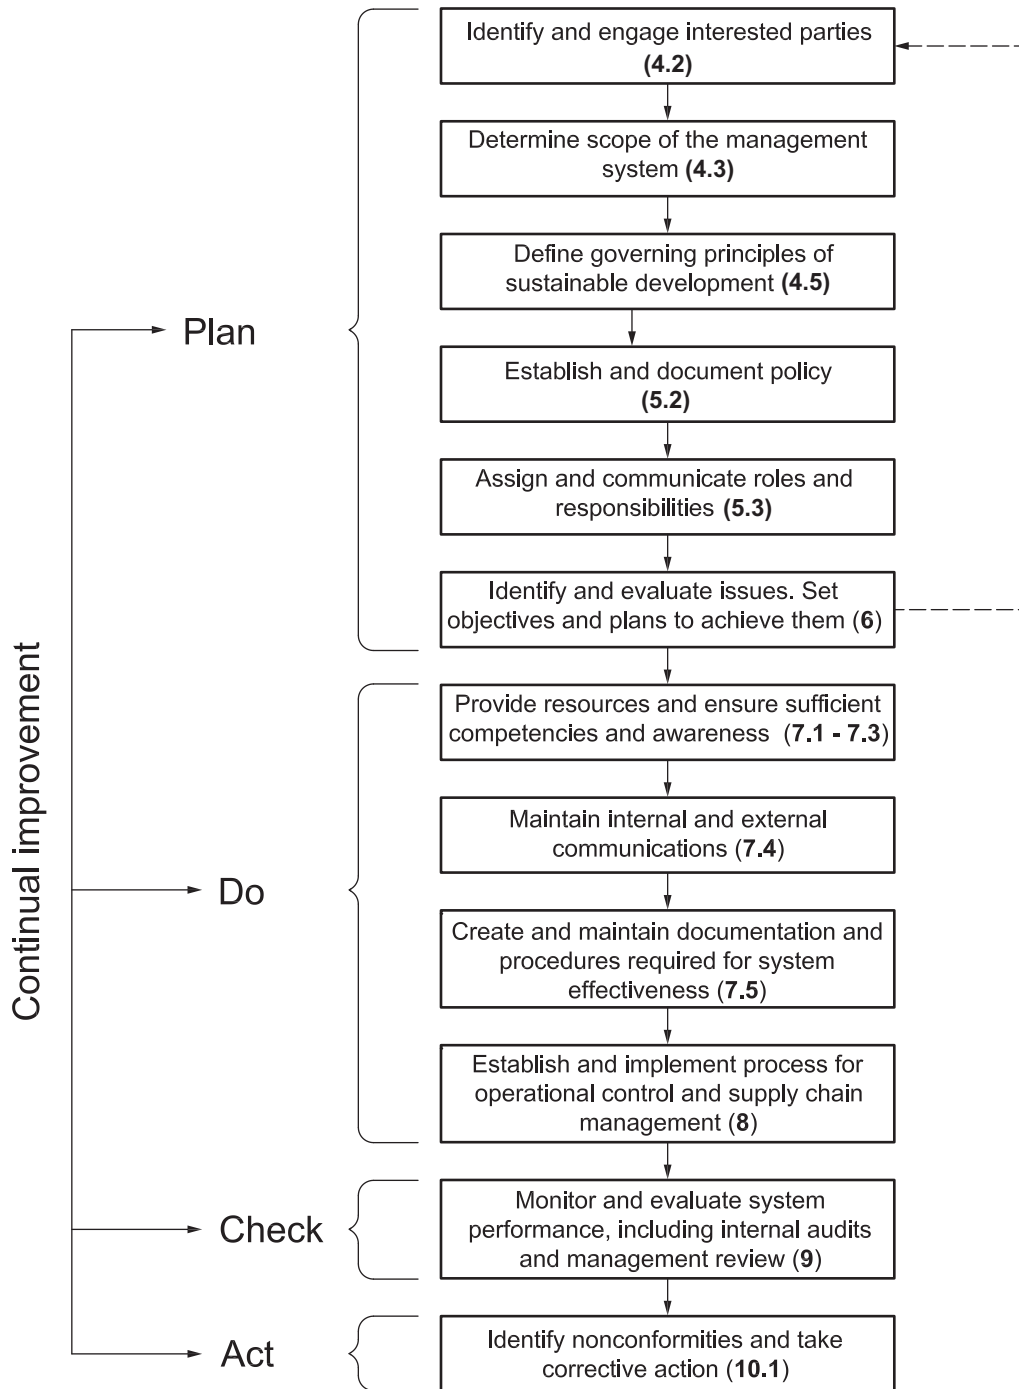 Identify and engage interested parties
(4.2)
Determine scope of the management
system (4.3)
Define governing principles of
sustainable development (4.5)
Plan
Establish and document policy
(5.2)
Assign and communicate roles and
responsibilities (5.3)
Identify and evaluate issues. Set
objectives and plans to achieve them (6)
Continual improvement
Provide resources and ensure sufficient
competencies and awareness (7.1 - 7.3)
Maintain internal and external
communications (7.4)
Do
Create and maintain documentation and
procedures required for system
effectiveness (7.5)
Establish and implement process for
operational control and supply chain
management (8)
Check
Monitor and evaluate system
performance, including internal audits
and management review (9)
Act
Identify nonconformities and take
corrective action (10.1)